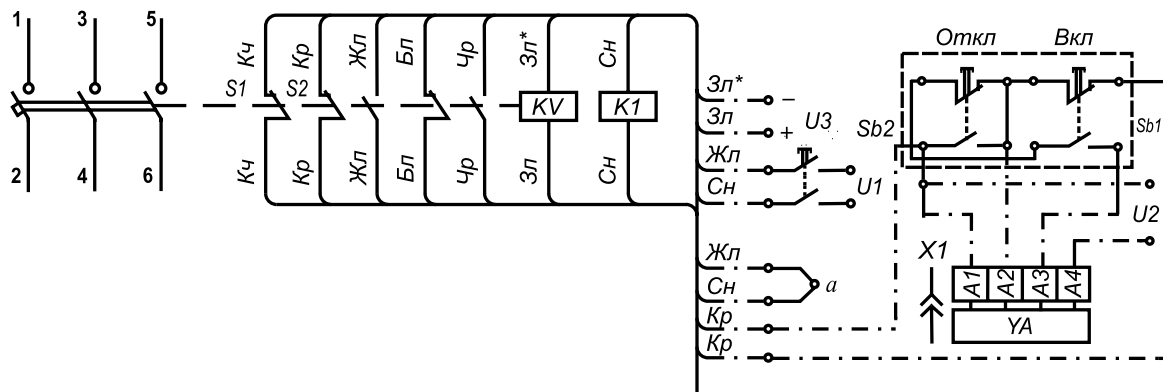 1 3 5
2 4 6
S1 S2
Кч Кр Жл Бл Чр Зл* Сн
KV K1
Кч Кр Жл Бл Чр Зл Сн
Зл* −
Зл +
U3
Жл
Сн U1
Жл
Сн a
Кр
Кр
Откл Вкл
Sb2 Sb1
U2
X1
A1 A2 A3 A4
YA